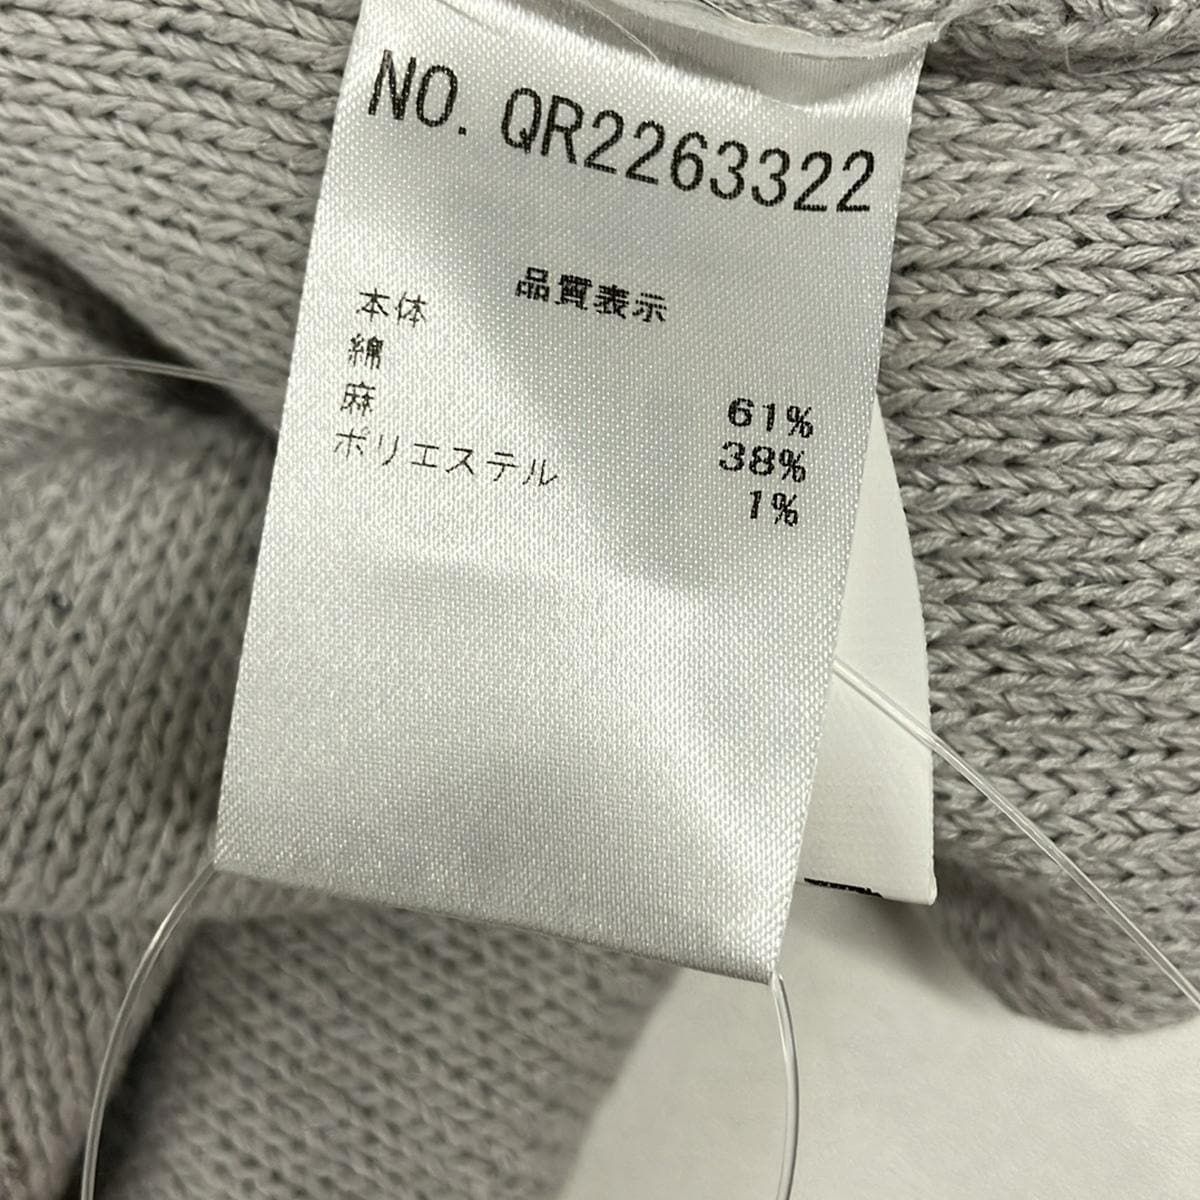 NO. QR2263322
品質表示
本体
綿 61%
麻 38%
ポリエステル 1%